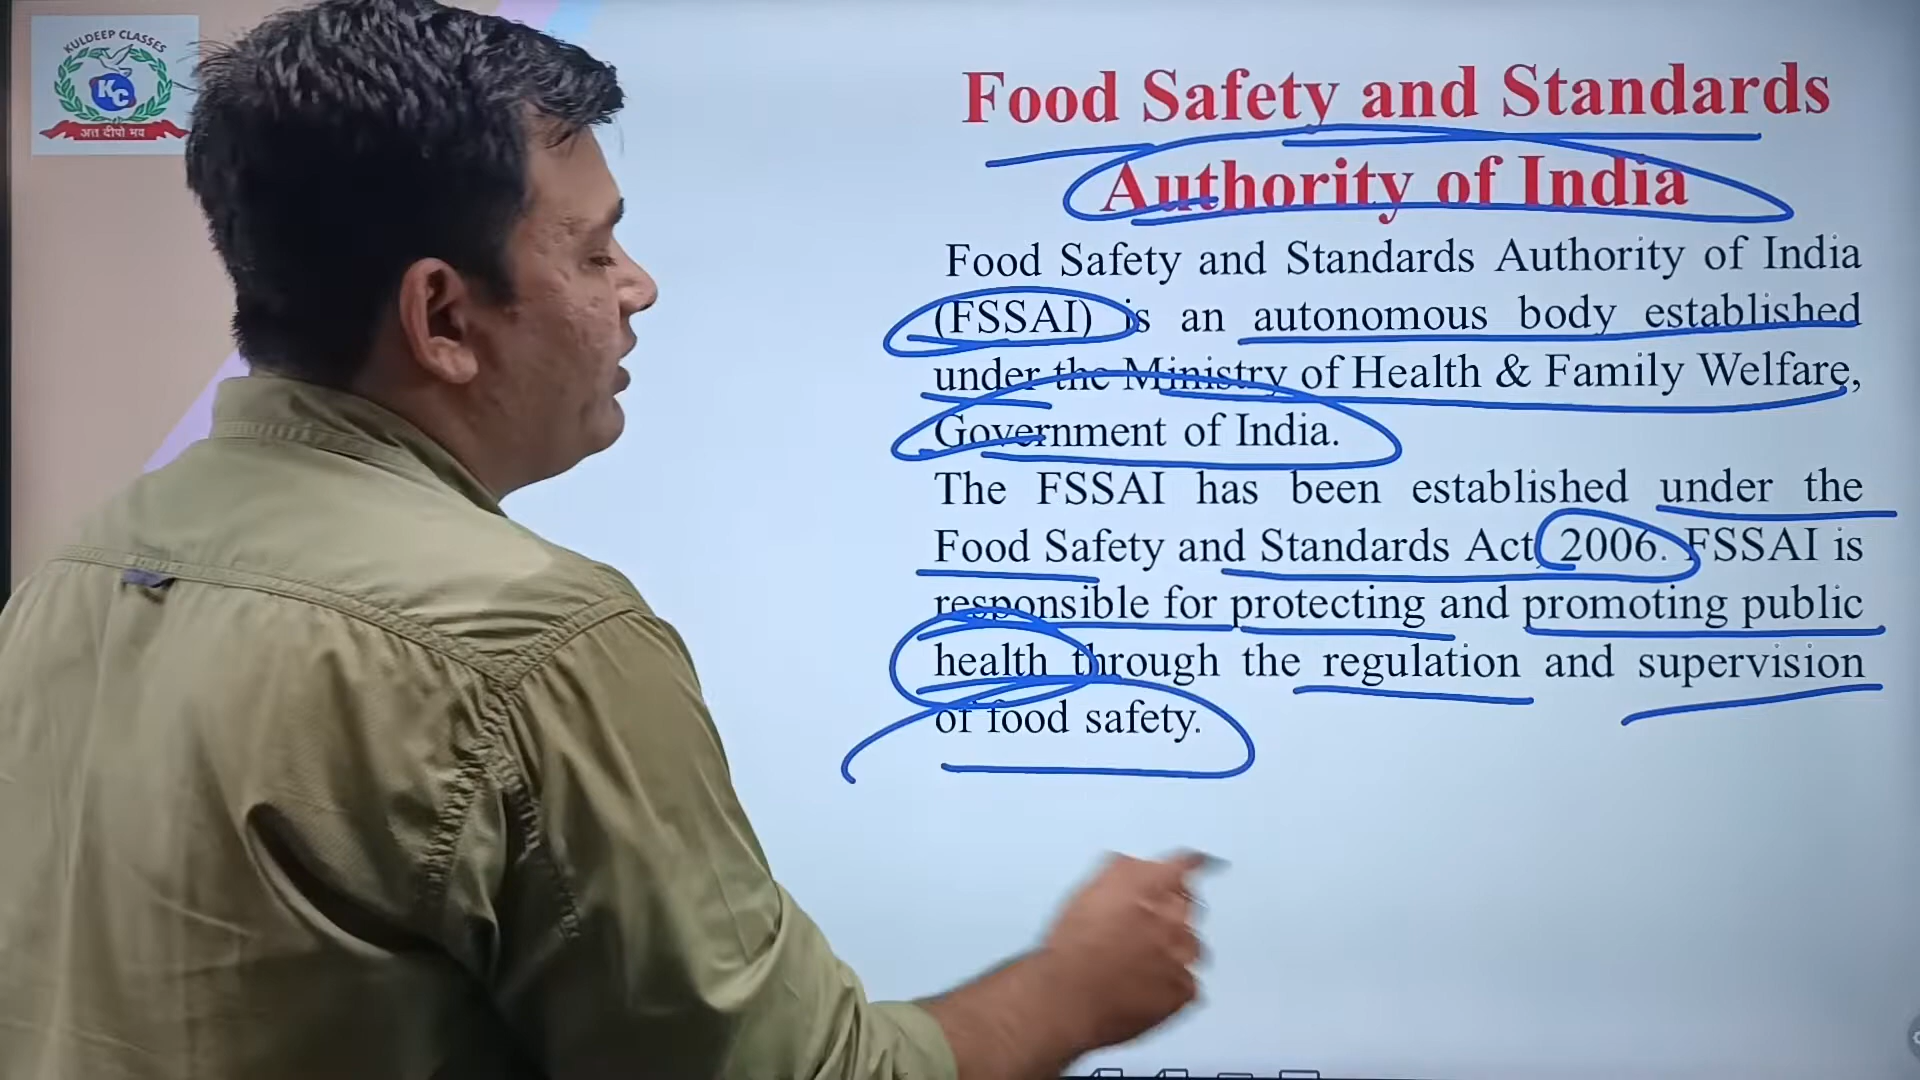 KULDEEP CLASSES
KC
अत्त दीपो भव
Food Safety and Standards
Authority of India
Food Safety and Standards Authority of India
(FSSAI) is an autonomous body established
under the Ministry of Health & Family Welfare,
Government of India.
The FSSAI has been established under the
Food Safety and Standards Act, 2006. FSSAI is
responsible for protecting and promoting public
health through the regulation and supervision
of food safety.